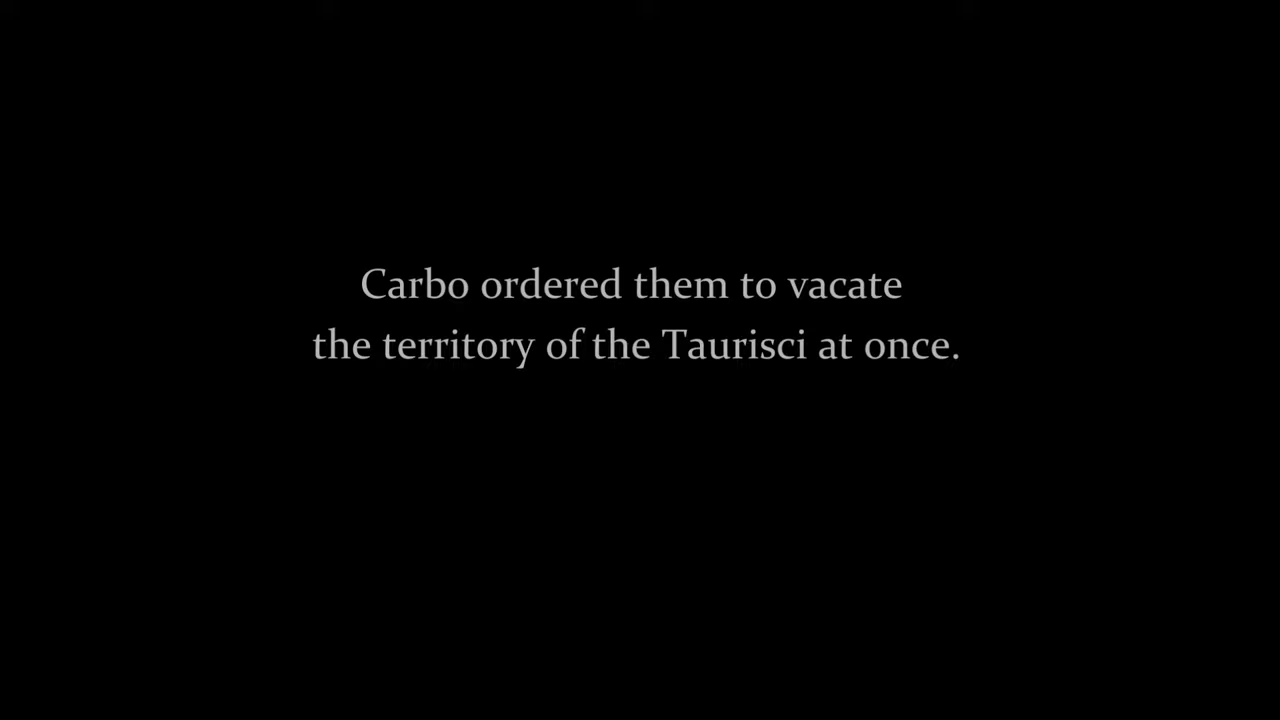 Carbo ordered them to vacate
the territory of the Taurisci at once.